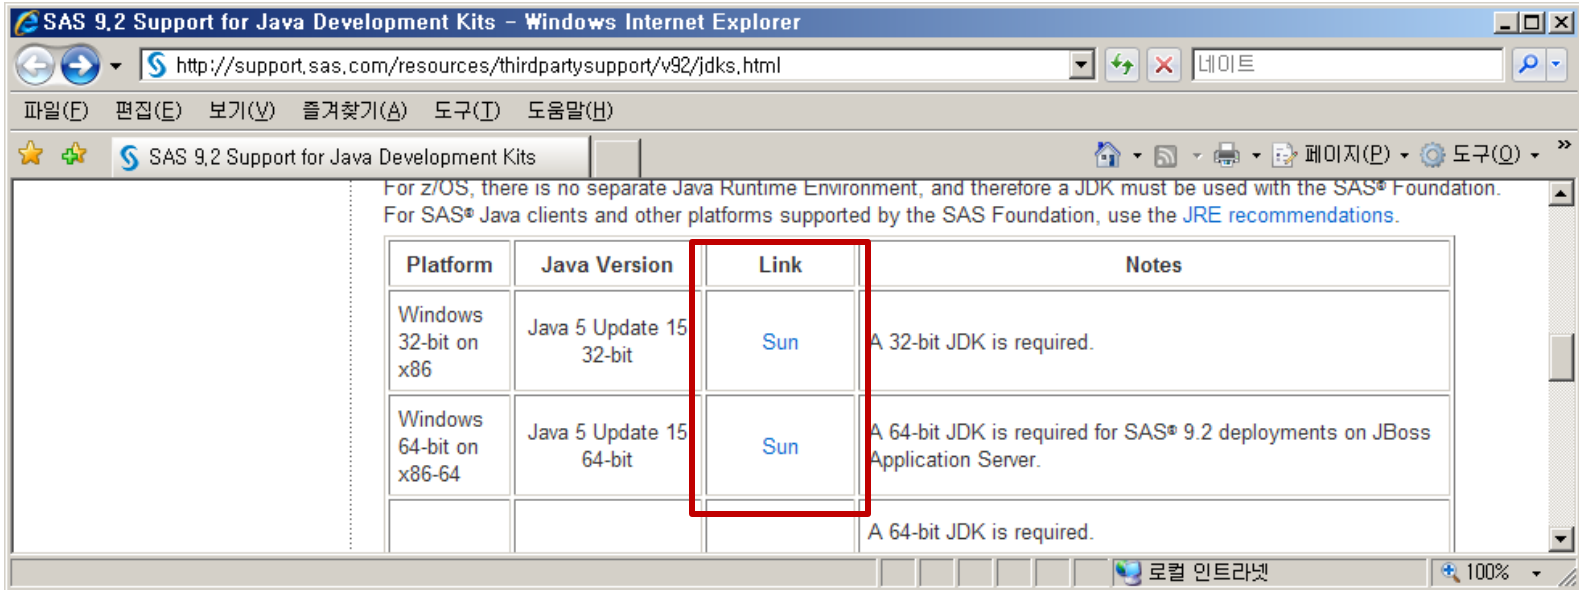 SAS 9.2 Support for Java Development Kits - Windows Internet Explorer
http://support.sas.com/resources/thirdpartysupport/v92/jdks.html
네이트
파일(F) 편집(E) 보기(V) 즐겨찾기(A) 도구(T) 도움말(H)
SAS 9.2 Support for Java Development Kits
페이지(P) 도구(O) »
For z/OS, there is no separate Java Runtime Environment, and therefore a JDK must be used with the SAS® Foundation.
For SAS® Java clients and other platforms supported by the SAS Foundation, use the JRE recommendations.
Platform Java Version Link Notes
Windows
32-bit on
x86
Java 5 Update 15
32-bit
Sun
A 32-bit JDK is required.
Windows
64-bit on
x86-64
Java 5 Update 15
64-bit
Sun
A 64-bit JDK is required for SAS® 9.2 deployments on JBoss
Application Server.
A 64-bit JDK is required.
로컬 인트라넷 100%